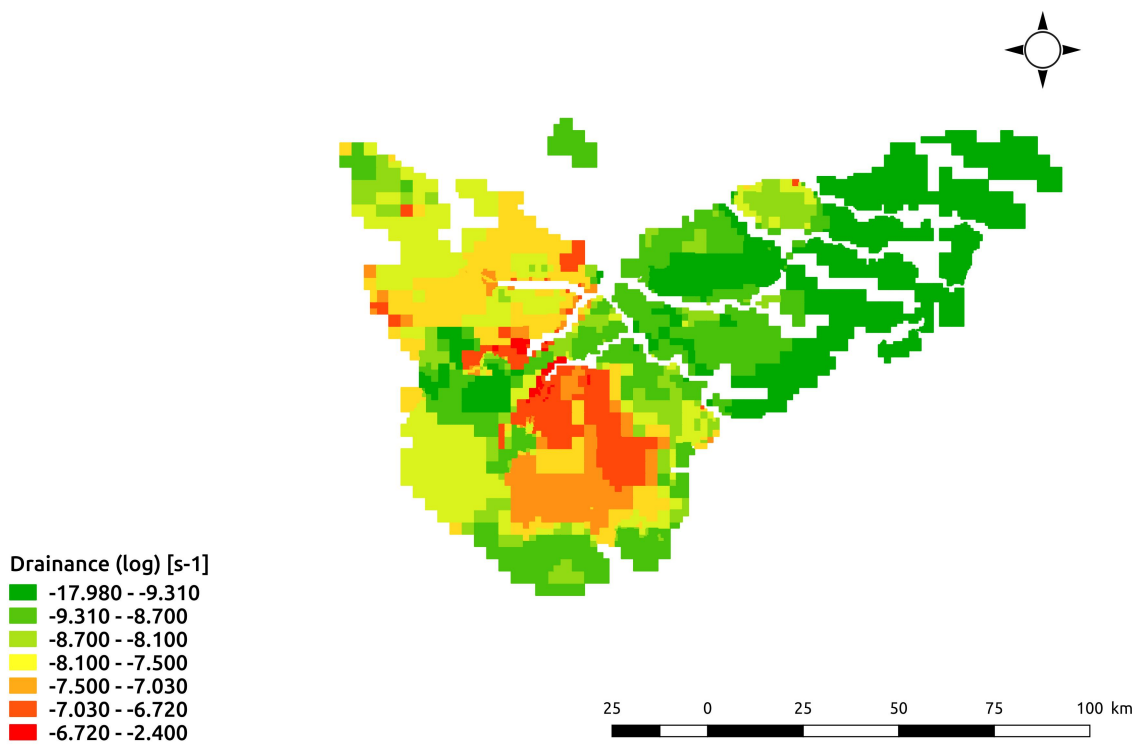 Drainance (log) [s-1]
-17.980 - -9.310
-9.310 - -8.700
-8.700 - -8.100
-8.100 - -7.500
-7.500 - -7.030
-7.030 - -6.720
-6.720 - -2.400
25 0 25 50 75 100 km